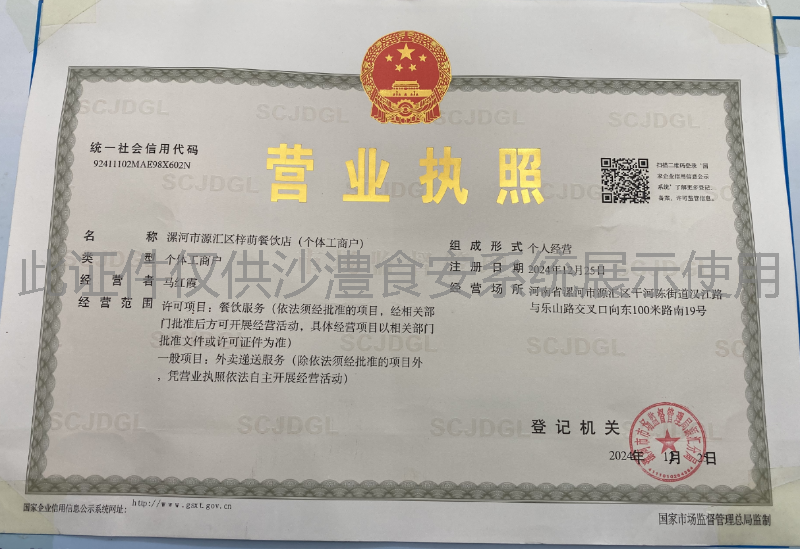 统一社会信用代码
92411102MAE98X602N
营业执照
扫描二维码登录‘国
家企业信用信息公示
系统’了解更多登记、
备案、许可监管信息。
名称 漯河市源汇区梓萌餐饮店（个体工商户）
类型 个体工商户
经营者 马红霞
经营范围 许可项目：餐饮服务（依法须经批准的项目，经相关部
门批准后方可开展经营活动，具体经营项目以相关部门
批准文件或许可证件为准）
一般项目：外卖递送服务（除依法须经批准的项目外
，凭营业执照依法自主开展经营活动）
组成形式 个人经营
注册日期 2024年12月25日
经营场所 河南省漯河市源汇区干河陈街道汉江路
与乐山路交叉口向东100米路南19号
此证件仅供沙澧食安系统展示使用
登记机关
2024年12月25日
国家企业信用信息公示系统网址：http://www.gsxt.gov.cn
国家市场监督管理总局监制
SCJDGL